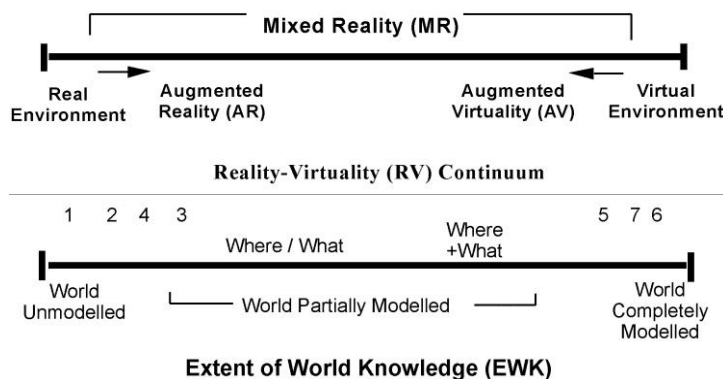 Mixed Reality (MR)
Real
Environment
Augmented
Reality (AR)
Augmented
Virtuality (AV)
Virtual
Environment
Reality-Virtuality (RV) Continuum
1 2 4 3 5 7 6
Where / What
Where
+What
World
Unmodelled
World Partially Modelled
World
Completely
Modelled
Extent of World Knowledge (EWK)